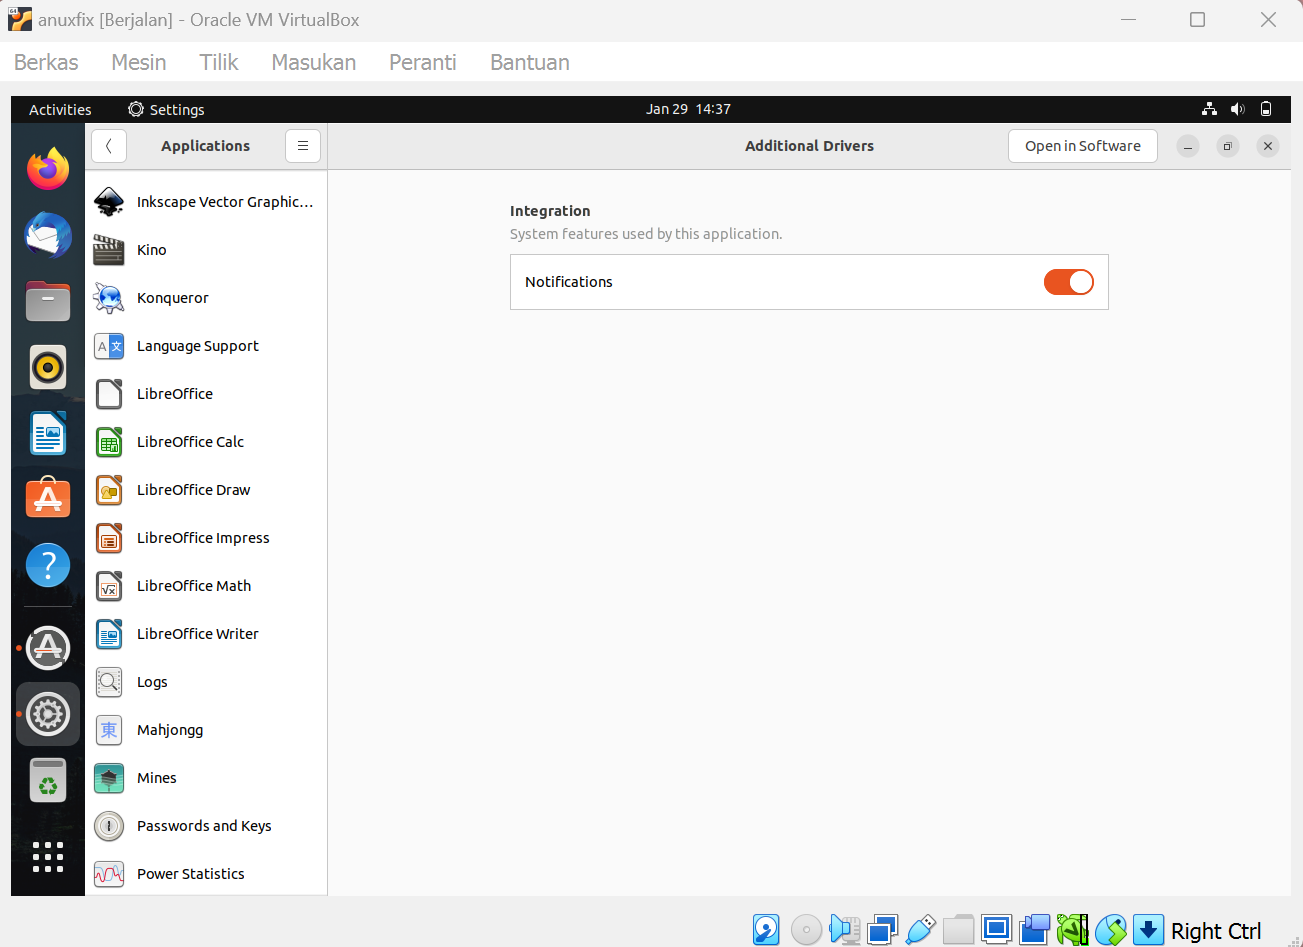 anuxfix [Berjalan] - Oracle VM VirtualBox
Berkas Mesin Tilik Masukan Peranti Bantuan
Activities Settings Jan 29 14:37
Applications Additional Drivers Open in Software
Inkscape Vector Graphic...
Kino
Konqueror
Language Support
LibreOffice
LibreOffice Calc
LibreOffice Draw
LibreOffice Impress
LibreOffice Math
LibreOffice Writer
Logs
Mahjongg
Mines
Passwords and Keys
Power Statistics
Integration
System features used by this application.
Notifications
Right Ctrl